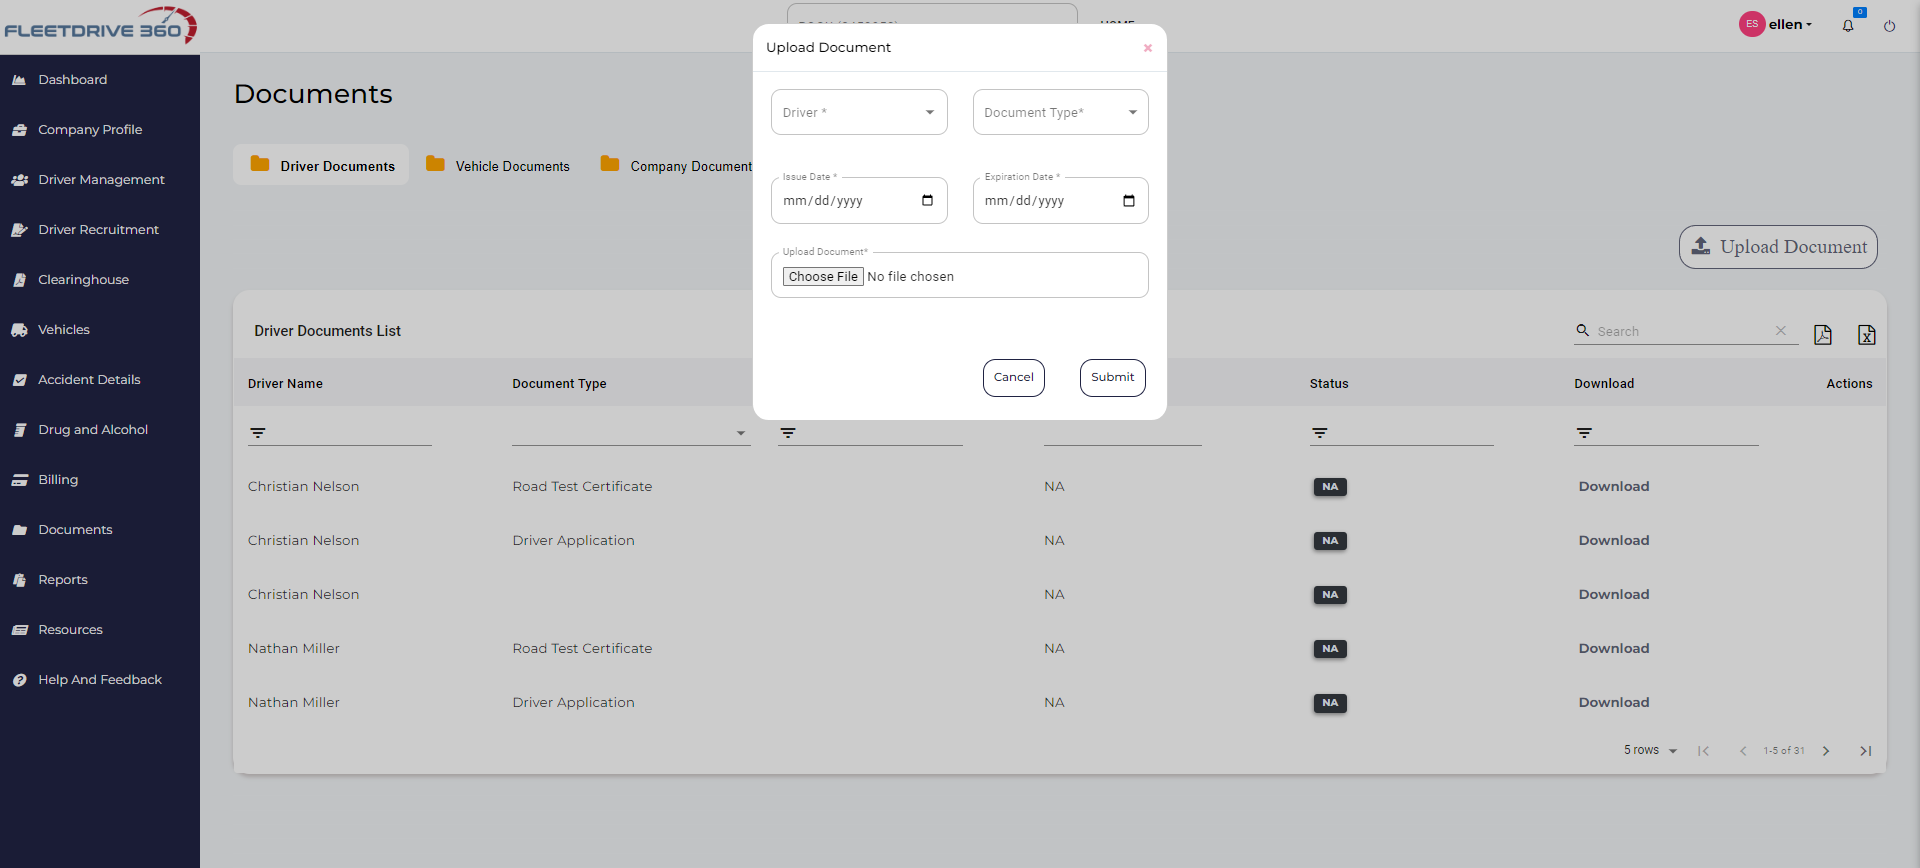 FLEETDRIVE 360
HOME
ES ellen
0
Dashboard
Company Profile
Driver Management
Driver Recruitment
Clearinghouse
Vehicles
Accident Details
Drug and Alcohol
Billing
Documents
Reports
Resources
Help And Feedback
Documents
Driver Documents
Vehicle Documents
Company Document
Upload Document
Upload Document
Driver *
Document Type*
Issue Date *
mm/dd/yyyy
Expiration Date *
mm/dd/yyyy
Upload Document*
Choose File No file chosen
Cancel
Submit
Driver Documents List
Search
Driver Name Document Type Status Download Actions
Christian Nelson Road Test Certificate NA NA Download
Christian Nelson Driver Application NA NA Download
Christian Nelson NA NA Download
Nathan Miller Road Test Certificate NA NA Download
Nathan Miller Driver Application NA NA Download
5 rows 1-5 of 31